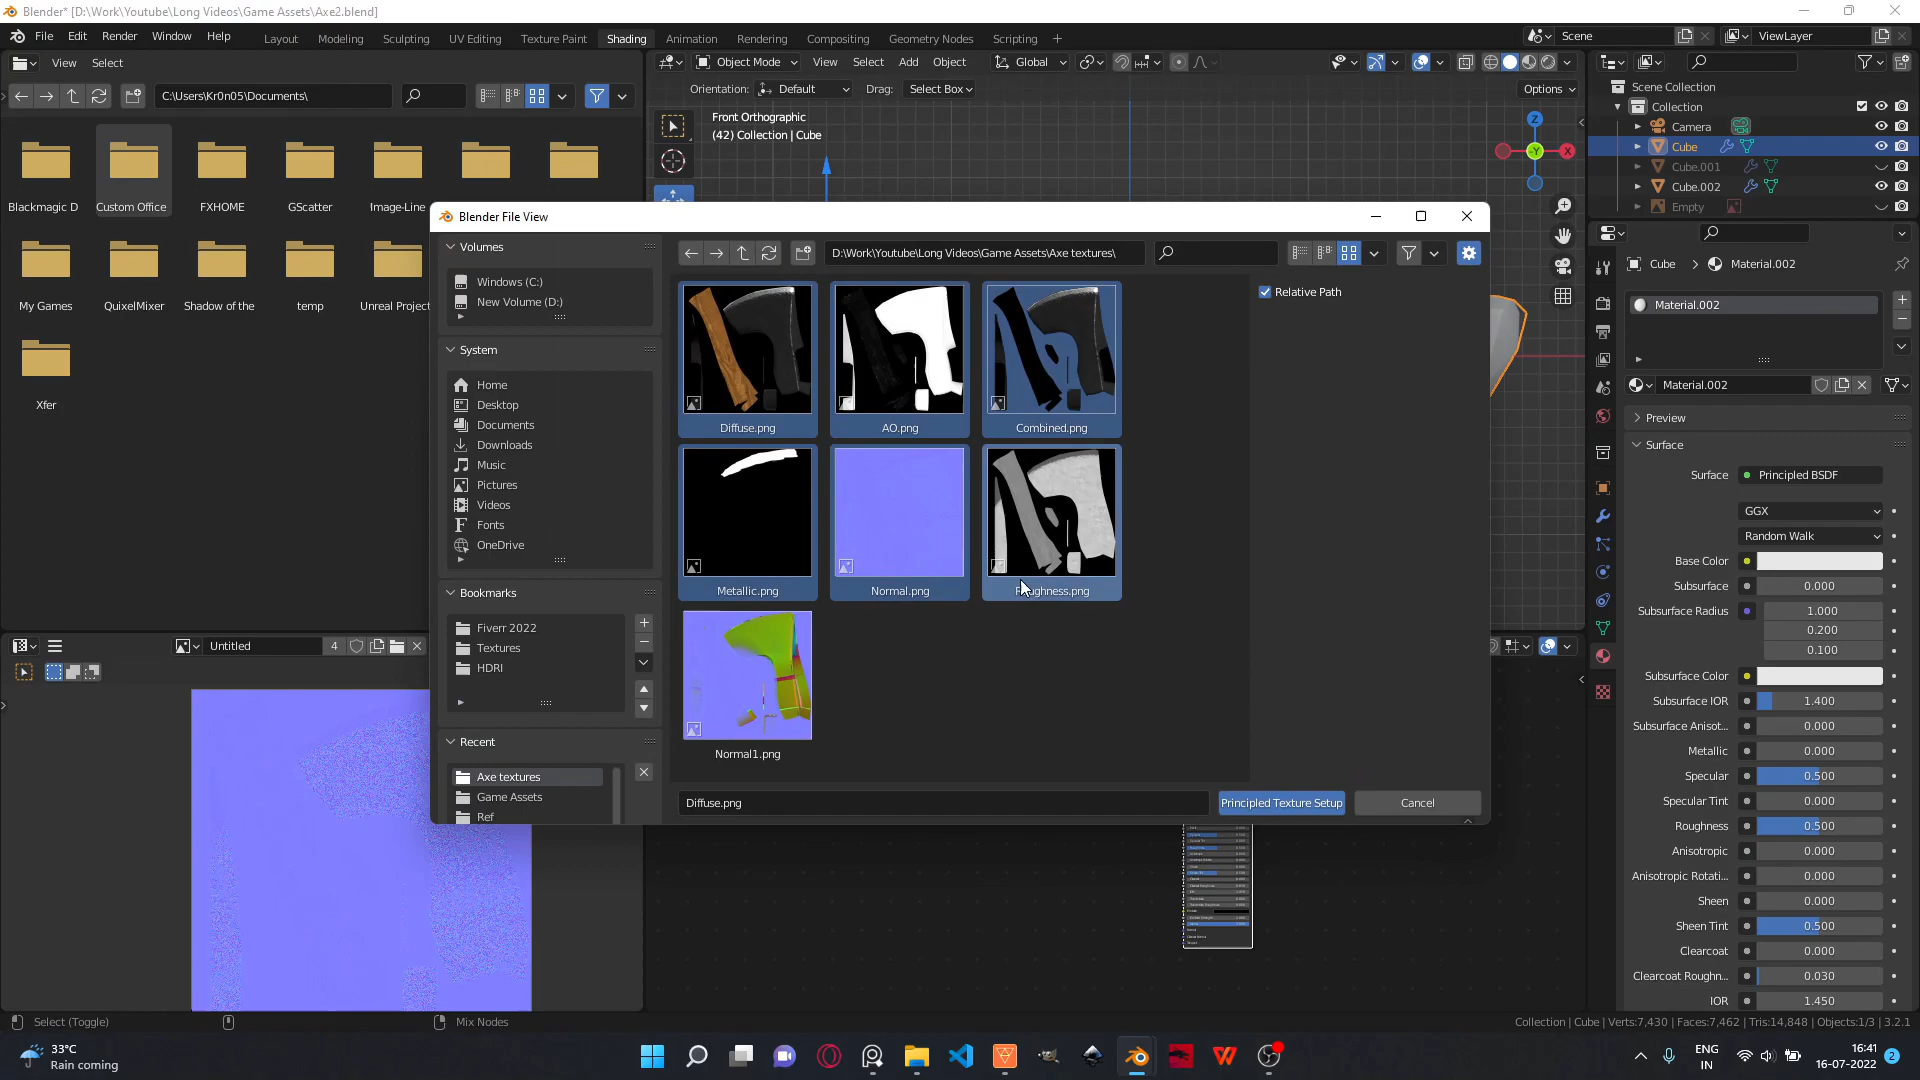 Blender* [D:\Work\Youtube\Long Videos\Game Assets\Axe2.blend]
File Edit Render Window Help
Layout Modeling Sculpting UV Editing Texture Paint Shading Animation Rendering Compositing Geometry Nodes Scripting +
Scene
ViewLayer
View Select
C:\Users\Kr0n05\Documents\
Blackmagic D
Custom Office
FXHOME
GScatter
Image-Line
My Games
QuixelMixer
Shadow of the
temp
Unreal Project
Xfer
Object Mode View Select Add Object Global
Orientation: Default Drag: Select Box
Options
Front Orthographic
(42) Collection | Cube
Z
-Y
X
Scene Collection
Collection
Camera
Cube
Cube.001
Cube.002
Empty
Blender File View
Volumes
Windows (C:)
New Volume (D:)
System
Home
Desktop
Documents
Downloads
Music
Pictures
Videos
Fonts
OneDrive
Bookmarks
Fiverr 2022
Textures
HDRI
Recent
Axe textures
Game Assets
Ref
D:\Work\Youtube\Long Videos\Game Assets\Axe textures\
Relative Path
Diffuse.png
AO.png
Combined.png
Metallic.png
Normal.png
Normal1.png
Diffuse.png
Principled Texture Setup
Cancel
Untitled
4
Cube > Material.002
Material.002
Material.002
Preview
Surface
Surface Principled BSDF
GGX
Random Walk
Base Color
Subsurface 0.000
Subsurface Radius 1.000
0.200
0.100
Subsurface Color
Subsurface IOR 1.400
Subsurface Anisot... 0.000
Metallic 0.000
Specular 0.500
Specular Tint 0.000
Roughness 0.500
Anisotropic 0.000
Anisotropic Rotati... 0.000
Sheen 0.000
Sheen Tint 0.500
Clearcoat 0.000
Clearcoat Roughn... 0.030
IOR 1.450
Select (Toggle)
Mix Nodes
Collection | Cube | Verts:7,430 | Faces:7,462 | Tris:14,848 | Objects:1/3 | 3.2.1
33°C
Rain coming
ENG
IN
16:41
16-07-2022
2